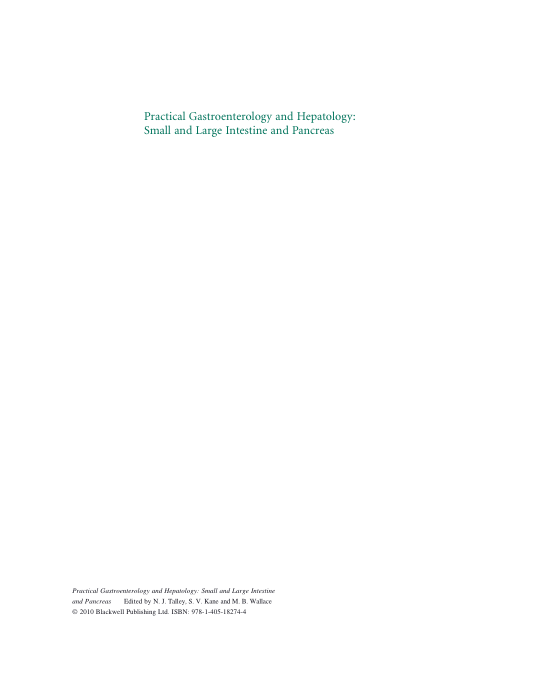 Practical Gastroenterology and Hepatology:
Small and Large Intestine and Pancreas
Practical Gastroenterology and Hepatology: Small and Large Intestine
and Pancreas Edited by N. J. Talley, S. V. Kane and M. B. Wallace
© 2010 Blackwell Publishing Ltd. ISBN: 978-1-405-18274-4